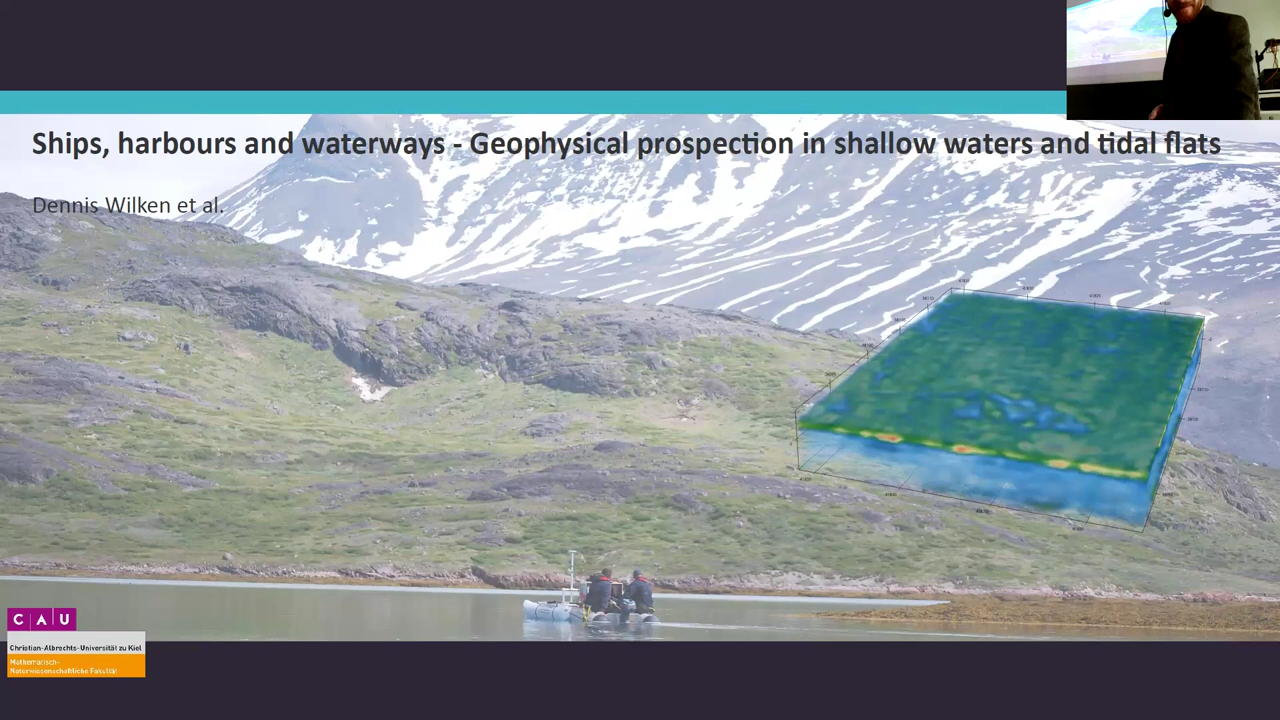 Ships, harbours and waterways - Geophysical prospection in shallow waters and tidal flats
Dennis Wilken et al.
C A U
Christian-Albrechts-Universität zu Kiel
Mathematisch-
Naturwissenschaftliche Fakultät